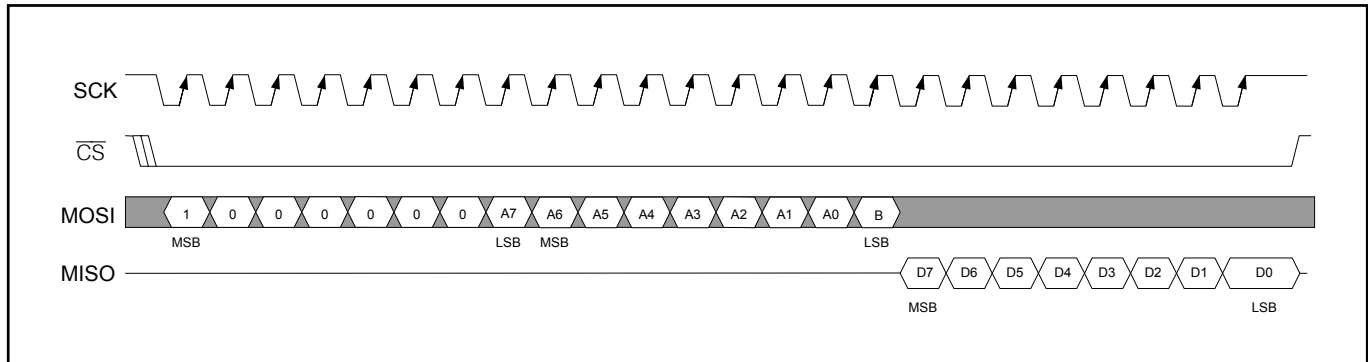 SCK
CS
MOSI 1 0 0 0 0 0 0 A7 A6 A5 A4 A3 A2 A1 A0 B
MSB LSB MSB LSB
MISO D7 D6 D5 D4 D3 D2 D1 D0
MSB LSB